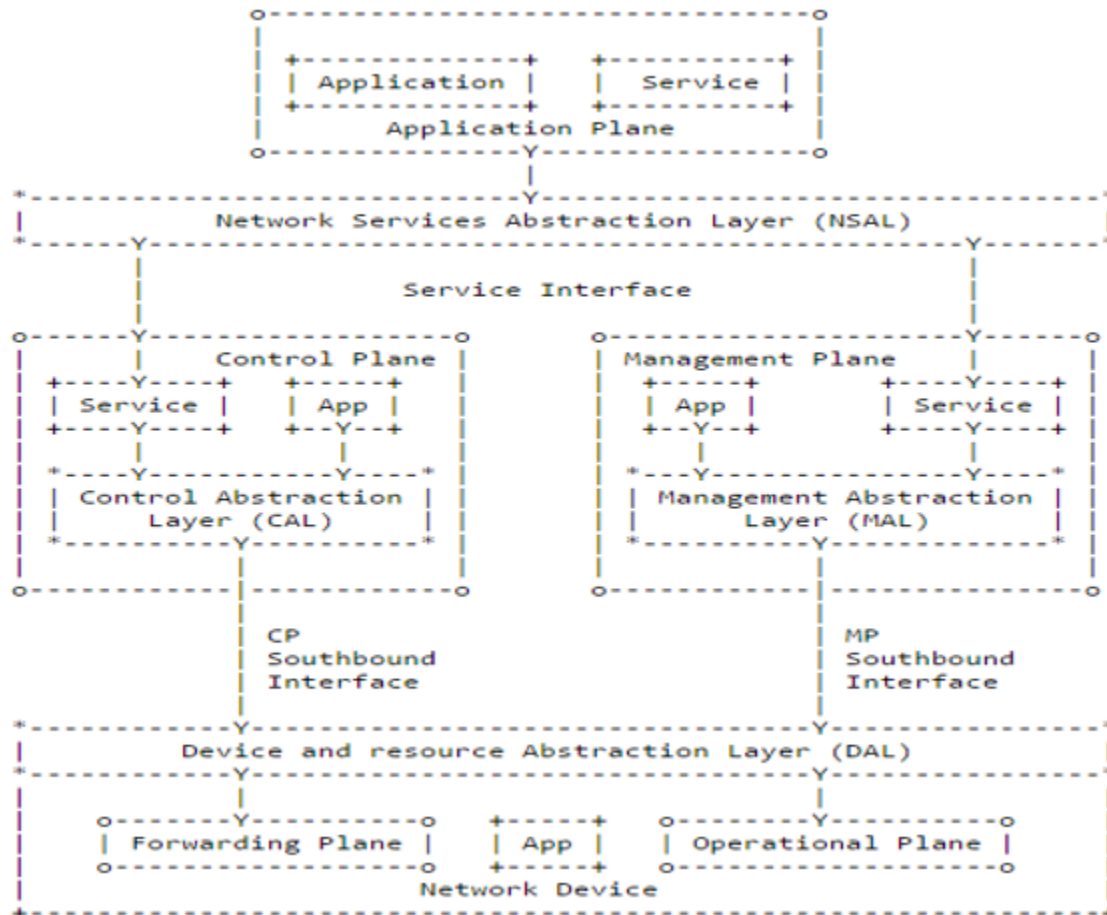 Application    Service
Application Plane
Network Services Abstraction Layer (NSAL)
Service Interface
Control Plane    Management Plane
Service    App    App    Service
Control Abstraction    Management Abstraction
Layer (CAL)    Layer (MAL)
CP    MP
Southbound    Southbound
Interface    Interface
Device and resource Abstraction Layer (DAL)
Forwarding Plane    App    Operational Plane
Network Device